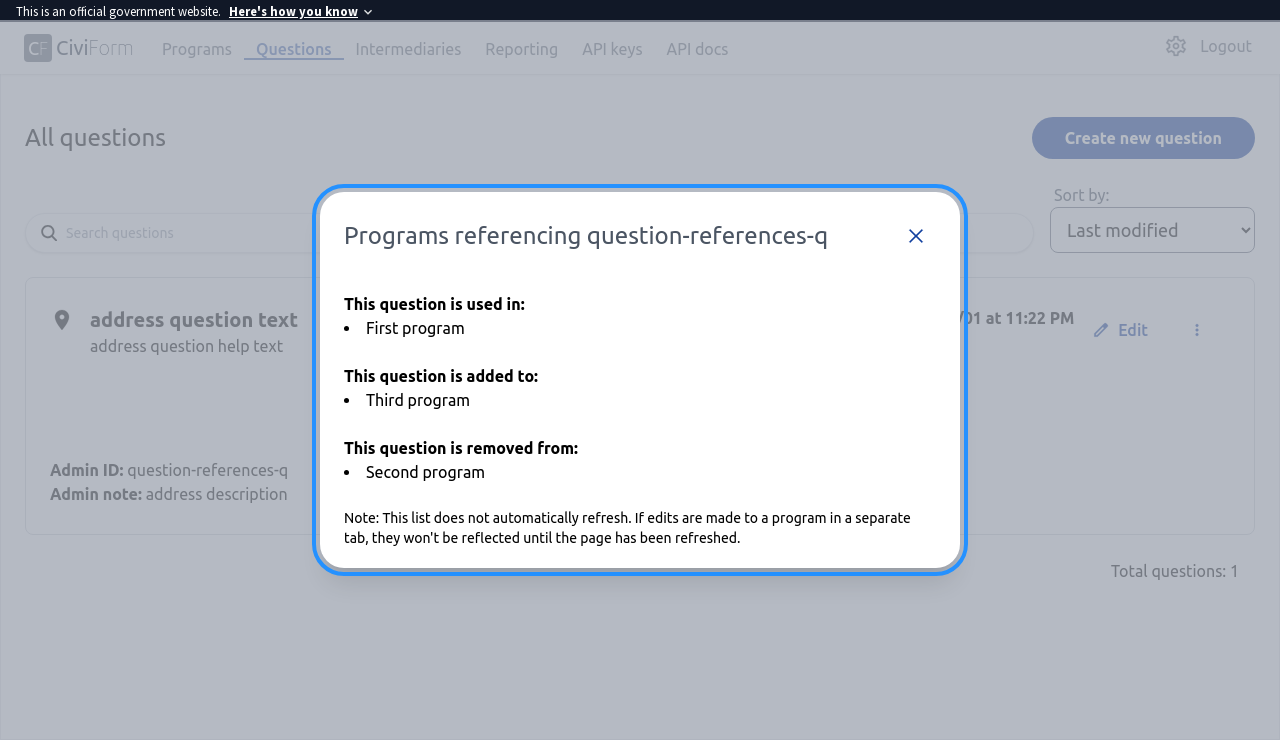 This is an official government website. Here's how you know
CF CiviForm Programs Questions Intermediaries Reporting API keys API docs Logout
All questions
Create new question
Sort by:
Search questions
Last modified
Programs referencing question-references-q
This question is used in:
• First program
This question is added to:
• Third program
This question is removed from:
• Second program
Note: This list does not automatically refresh. If edits are made to a program in a separate
tab, they won't be reflected until the page has been refreshed.
address question text
address question help text
/01 at 11:22 PM
Edit
Admin ID: question-references-q
Admin note: address description
Total questions: 1